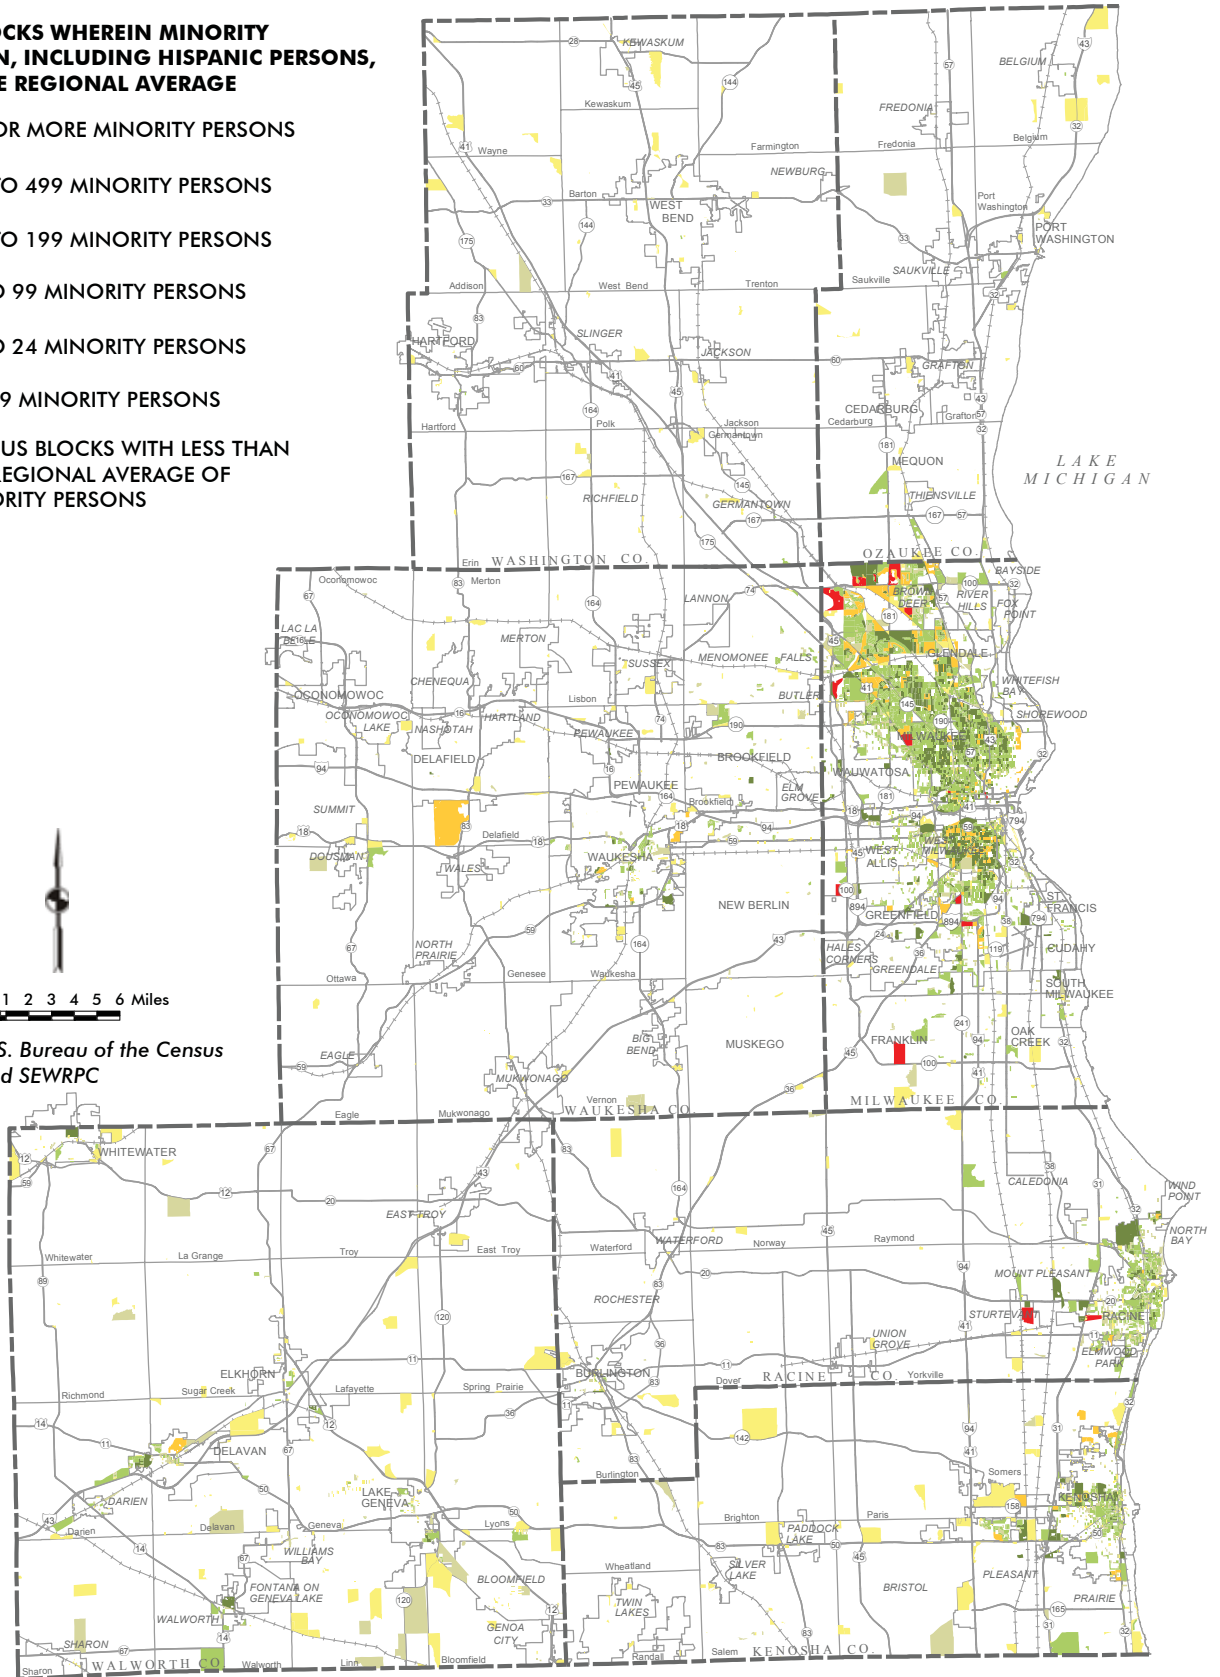 OCKS WHEREIN MINORITY
N, INCLUDING HISPANIC PERSONS,
E REGIONAL AVERAGE
OR MORE MINORITY PERSONS
TO 499 MINORITY PERSONS
TO 199 MINORITY PERSONS
O 99 MINORITY PERSONS
O 24 MINORITY PERSONS
9 MINORITY PERSONS
US BLOCKS WITH LESS THAN
REGIONAL AVERAGE OF
ORITY PERSONS
1 2 3 4 5 6 Miles
S. Bureau of the Census
d SEWRPC
KEWASKUM
Kewaskum
Wayne
Barton
WEST
BEND
Farmington
NEWBURG
Addison
West Bend
Trenton
HARTFORD
SLINGER
JACKSON
Hartford
Polk
Jackson
Germantown
RICHFIELD
GERMANTOWN
Erin
WASHINGTON CO.
BELGIUM
FREDONIA
Fredonia
Belgium
Port
Washington
PORT
WASHINGTON
SAUKVILLE
Saukville
GRAFTON
CEDARBURG
Cedarburg
Grafton
MEQUON
THIENSVILLE
OZAUKEE CO.
LAKE
MICHIGAN
Oconomowoc
Merton
LAC LA
BELLE
MERTON
LANNON
SUSSEX
MENOMONEE FALLS
CHENEQUA
OCONOMOWOC
OCONOMOWOC
LAKE
NASHOTAH
HARTLAND
Lisbon
BUTLER
PEWAUKEE
DELAFIELD
BROOKFIELD
PEWAUKEE
ELM
GROVE
Brookfield
SUMMIT
Delafield
DOUSMAN
WALES
WAUKESHA
NEW BERLIN
NORTH
PRAIRIE
Ottawa
Genesee
Waukesha
EAGLE
BIG
BEND
MUSKEGO
MUKWONAGO
Vernon
Eagle
Mukwonago
WAUKESHA CO.
BAYSIDE
BROWN
DEER
RIVER
HILLS
FOX
POINT
GLENDALE
WHITEFISH
BAY
SHOREWOOD
MILWAUKEE
WAUWATOSA
WEST
MILWAUKEE
WEST
ALLIS
ST.
FRANCIS
GREENFIELD
HALES
CORNERS
GREENDALE
CUDAHY
SOUTH
MILWAUKEE
FRANKLIN
OAK
CREEK
MILWAUKEE CO.
WHITEWATER
EAST TROY
Whitewater
La Grange
Troy
East Troy
ELKHORN
Richmond
Sugar Creek
Lafayette
Spring Prairie
DELAVAN
DARIEN
Darien
Delavan
Geneva
LAKE
GENEVA
Lyons
WILLIAMS
BAY
FONTANA ON
GENEVA LAKE
BLOOMFIELD
WALWORTH
GENOA
CITY
SHARON
Sharon
WALWORTH CO
Walworth
Linn
Bloomfield
CALEDONIA
WIND
POINT
NORTH
BAY
Waterford
WATERFORD
Norway
Raymond
MOUNT PLEASANT
ROCHESTER
STURTEVANT
RACINE
UNION
GROVE
ELMWOOD
PARK
BURLINGTON
Dover
RACINE CO.
Yorkville
Burlington
Somers
KENOSHA
Brighton
Paris
PADDOCK
LAKE
SILVER
LAKE
Wheatland
TWIN
LAKES
BRISTOL
PLEASANT
PRAIRIE
Randall
Salem
KENOSHA CO.